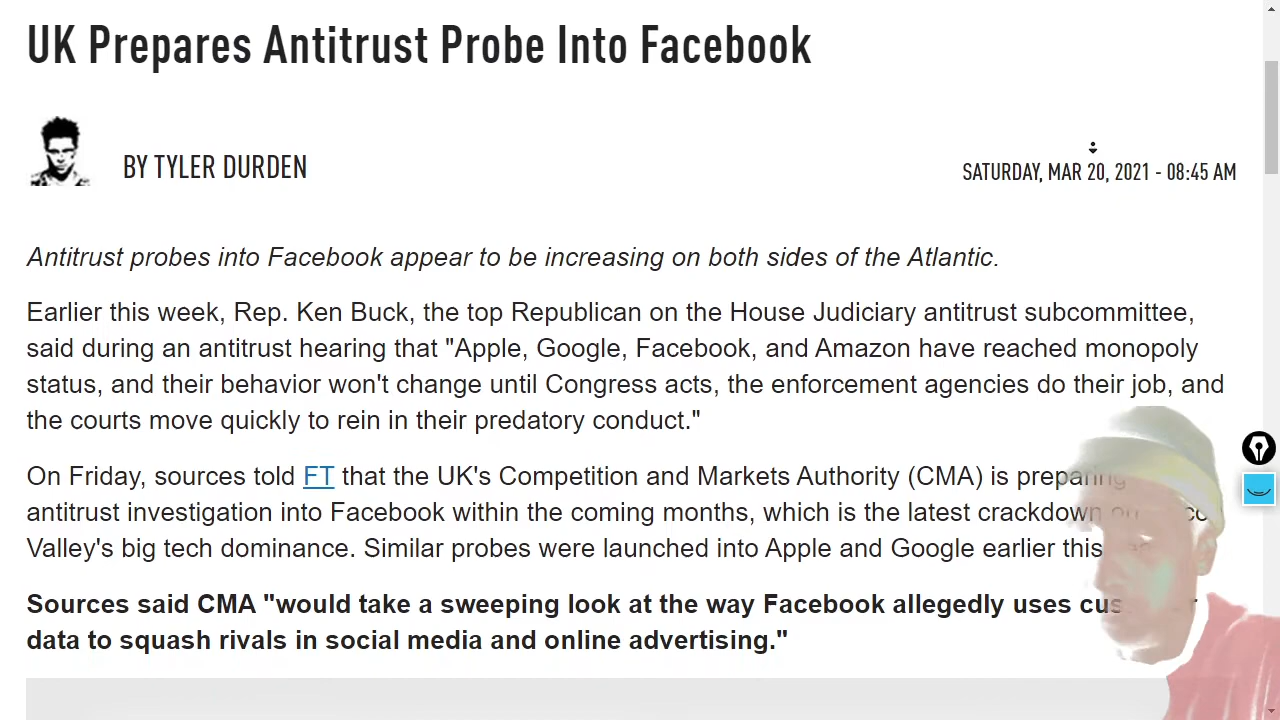 UK Prepares Antitrust Probe Into Facebook
BY TYLER DURDEN
SATURDAY, MAR 20, 2021 - 08:45 AM
Antitrust probes into Facebook appear to be increasing on both sides of the Atlantic.
Earlier this week, Rep. Ken Buck, the top Republican on the House Judiciary antitrust subcommittee,
said during an antitrust hearing that "Apple, Google, Facebook, and Amazon have reached monopoly
status, and their behavior won't change until Congress acts, the enforcement agencies do their job, and
the courts move quickly to rein in their predatory conduct."
On Friday, sources told FT that the UK's Competition and Markets Authority (CMA) is preparing
antitrust investigation into Facebook within the coming months, which is the latest crackdown on
Valley's big tech dominance. Similar probes were launched into Apple and Google earlier this
Sources said CMA "would take a sweeping look at the way Facebook allegedly uses
data to squash rivals in social media and online advertising."